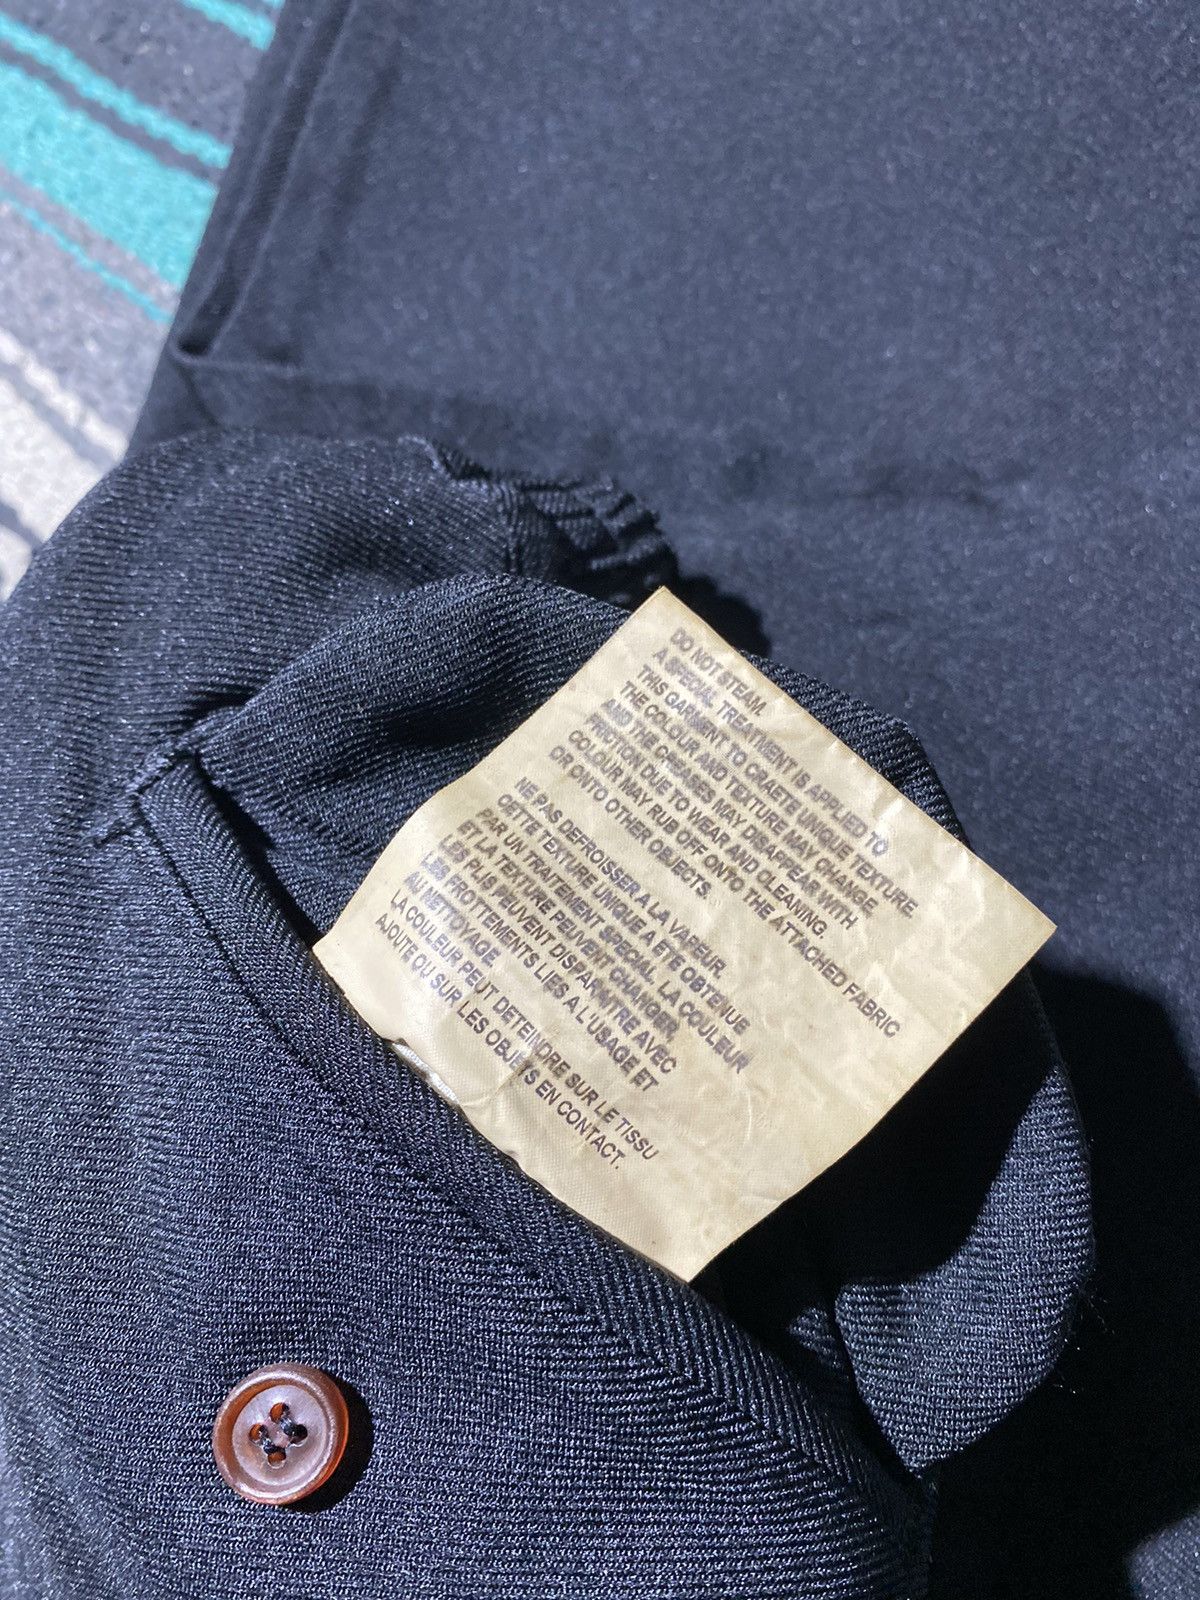 DO NOT STEAM.
A SPECIAL TREATMENT IS APPLIED TO
THIS GARMENT TO CRAETE UNIQUE TEXTURE.
THE COLOUR AND TEXTURE MAY CHANGE,
AND THE CREASES MAY DISAPPEAR WITH
FRICTION DUE TO WEAR AND CLEANING.
COLOUR MAY RUB OFF ONTO THE ATTACHED FABRIC
OR ONTO OTHER OBJECTS.
NE PAS DEFROISSER A LA VAPEUR.
CETTE TEXTURE UNIQUE A ETE OBTENUE
PAR UN TRAITEMENT SPECIAL. LA COULEUR
ET LA TEXTURE PEUVENT CHANGER,
LES PLIS PEUVENT DISPARAITRE AVEC
LES FROTTEMENTS LIES A L'USAGE ET
AU NETTOYAGE.
LA COULEUR PEUT DETEINDRE SUR LE TISSU
AJOUTE OU SUR LES OBJETS EN CONTACT.